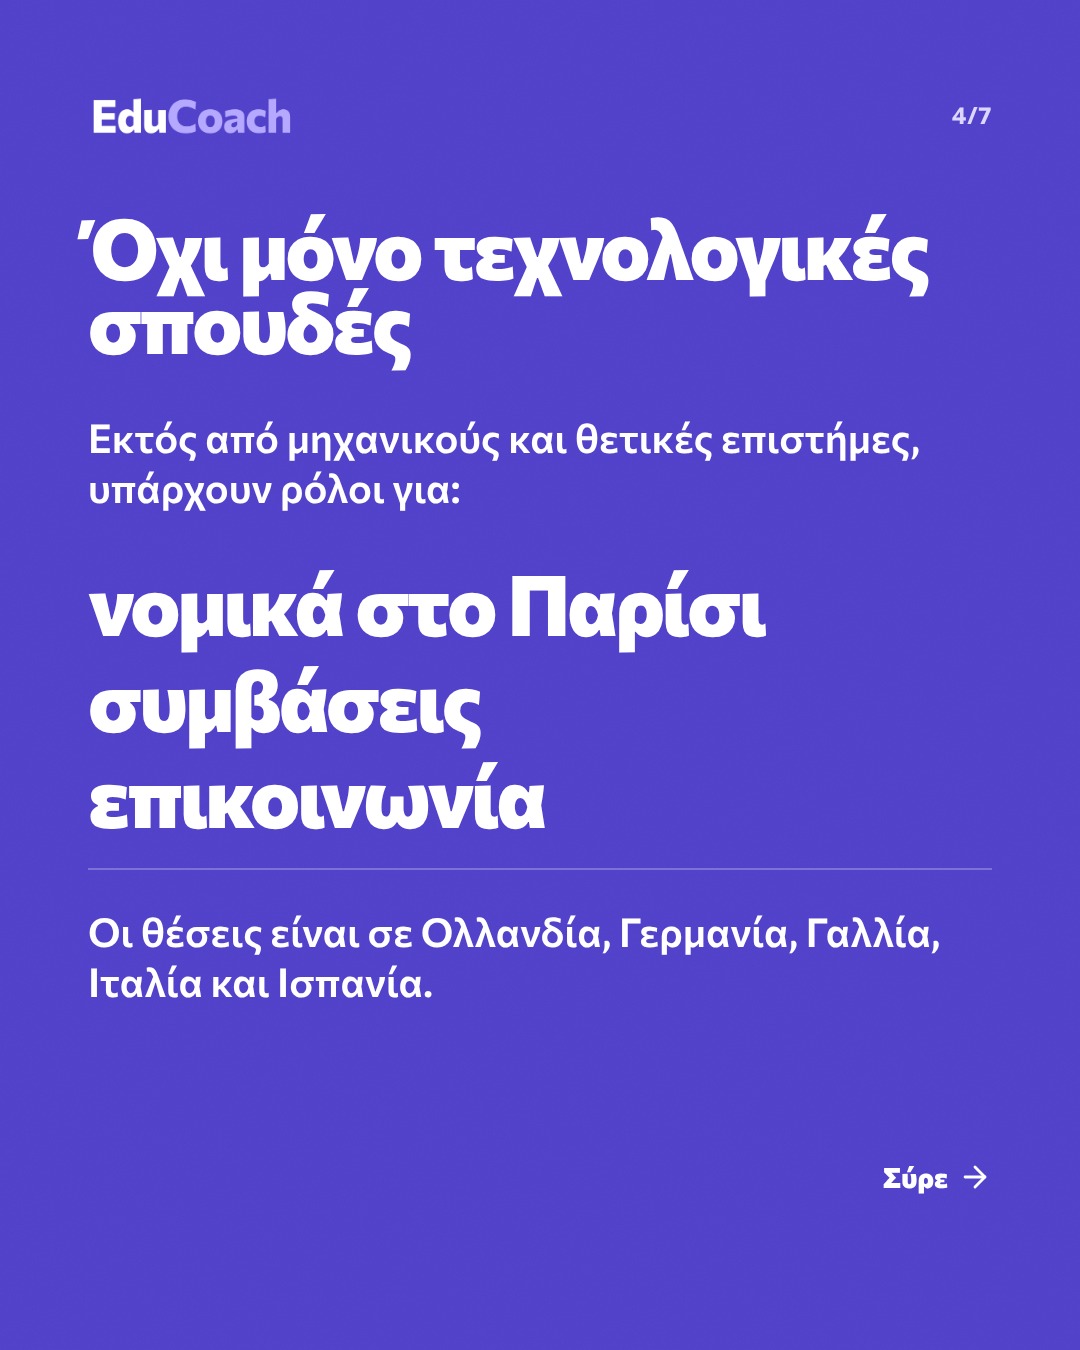 EduCoach
4/7
Όχι μόνο τεχνολογικές
σπουδές
Εκτός από μηχανικούς και θετικές επιστήμες,
υπάρχουν ρόλοι για:
νομικά στο Παρίσι
συμβάσεις
επικοινωνία
Οι θέσεις είναι σε Ολλανδία, Γερμανία, Γαλλία,
Ιταλία και Ισπανία.
Σύρε →